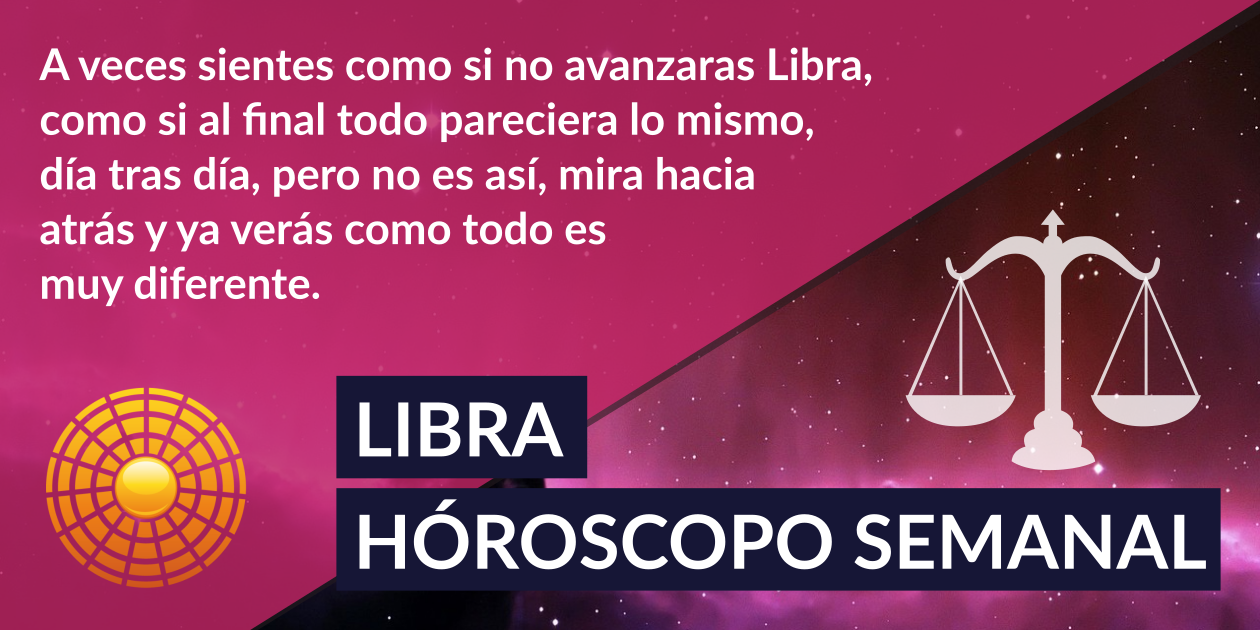 A veces sientes como si no avanzaras Libra,
como si al final todo pareciera lo mismo,
día tras día, pero no es así, mira hacia
atrás y ya verás como todo es
muy diferente.
LIBRA
HÓROSCOPO SEMANAL